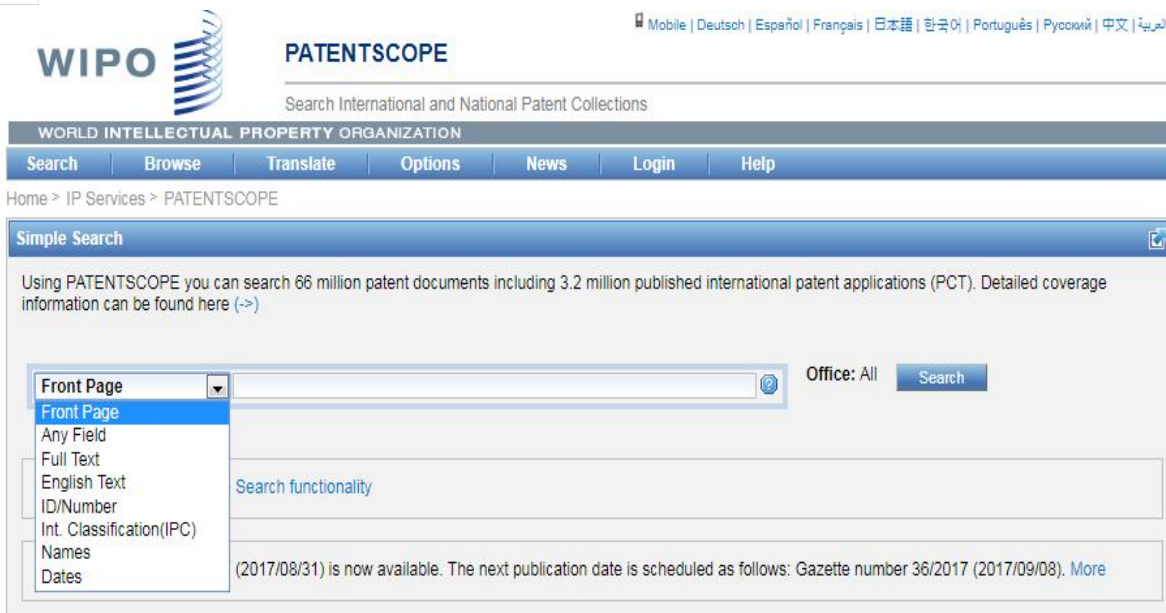 Mobile | Deutsch | Español | Français | 日本語 | 한국어 | Português | Русский | 中文 | العربية
WIPO
PATENTSCOPE
Search International and National Patent Collections
WORLD INTELLECTUAL PROPERTY ORGANIZATION
Search Browse Translate Options News Login Help
Home > IP Services > PATENTSCOPE
Simple Search
Using PATENTSCOPE you can search 66 million patent documents including 3.2 million published international patent applications (PCT). Detailed coverage
information can be found here (->)
Front Page
Office: All Search
Front Page
Any Field
Full Text
English Text
ID/Number
Int. Classification(IPC)
Names
Dates
Search functionality
(2017/08/31) is now available. The next publication date is scheduled as follows: Gazette number 36/2017 (2017/09/08). More